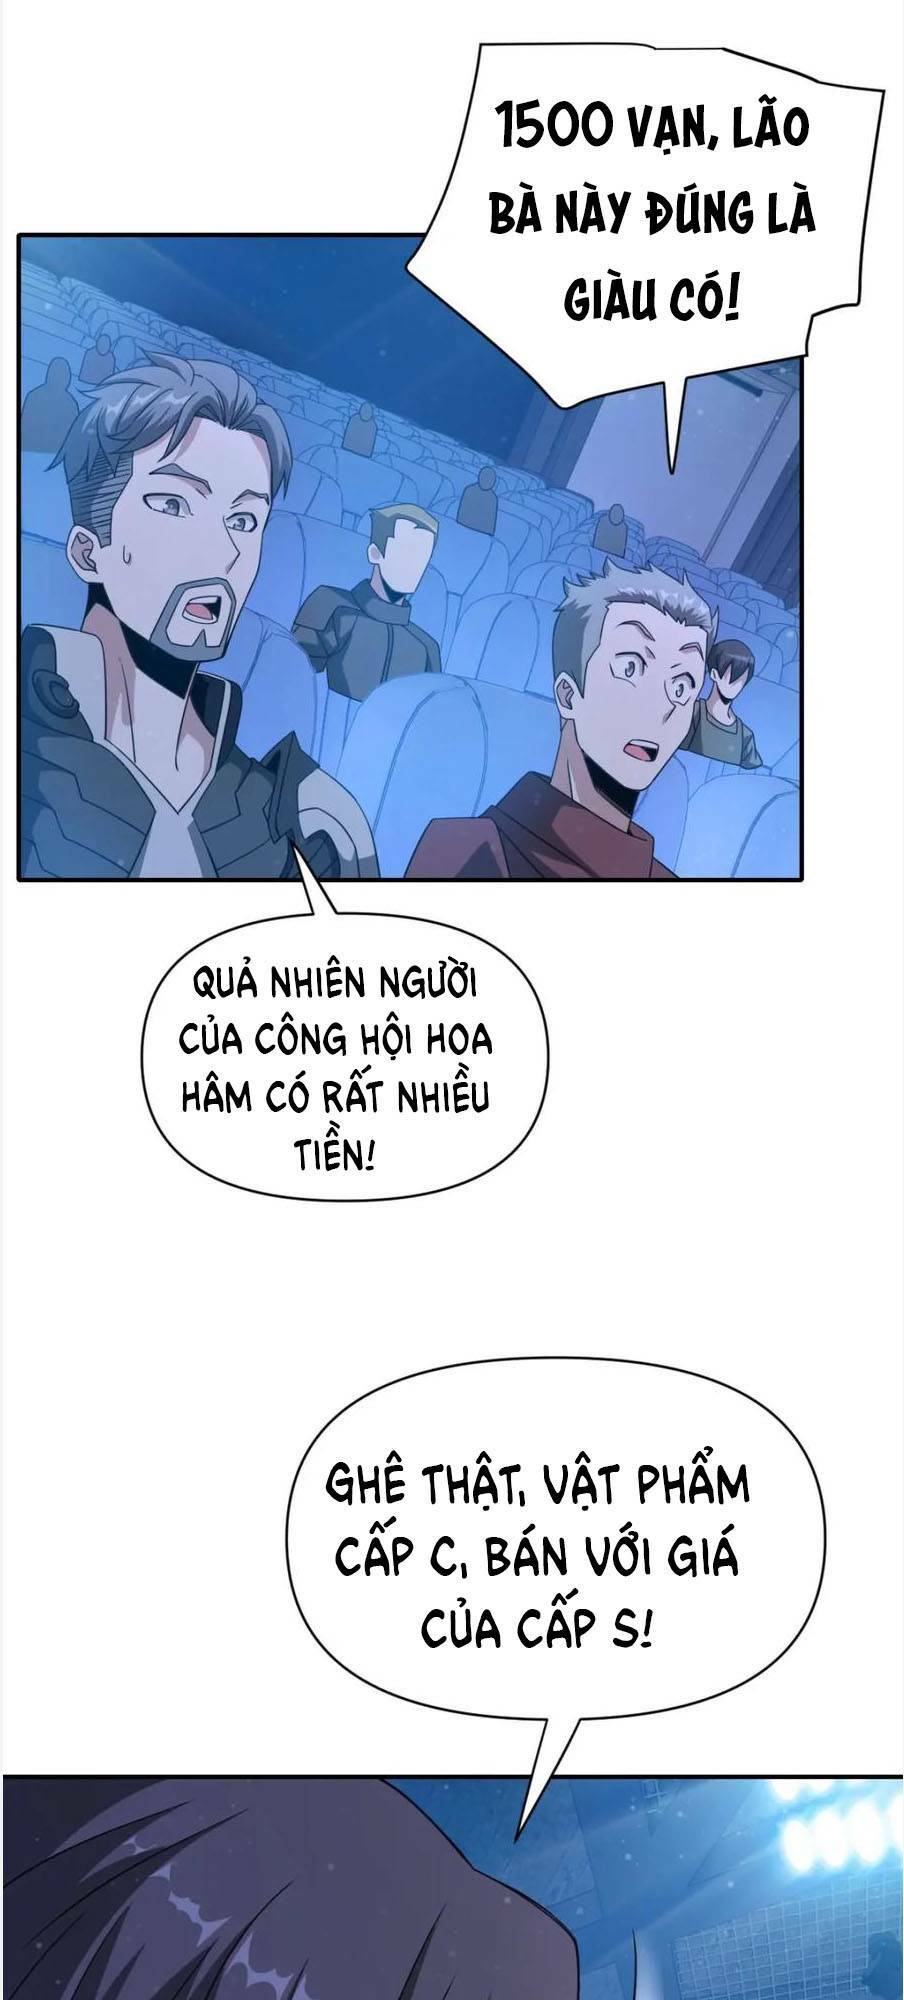 1500 VẠN, LÃO
BÀ NÀY ĐÚNG LÀ
GIÀU CÓ!
QUẢ NHIÊN NGƯỜI
CỦA CÔNG HỘI HOA
HÂM CÓ RẤT NHIỀU
TIỀN!
GHÊ THẬT, VẬT PHẨM
CẤP C, BÁN VỚI GIÁ
CỦA CẤP S!